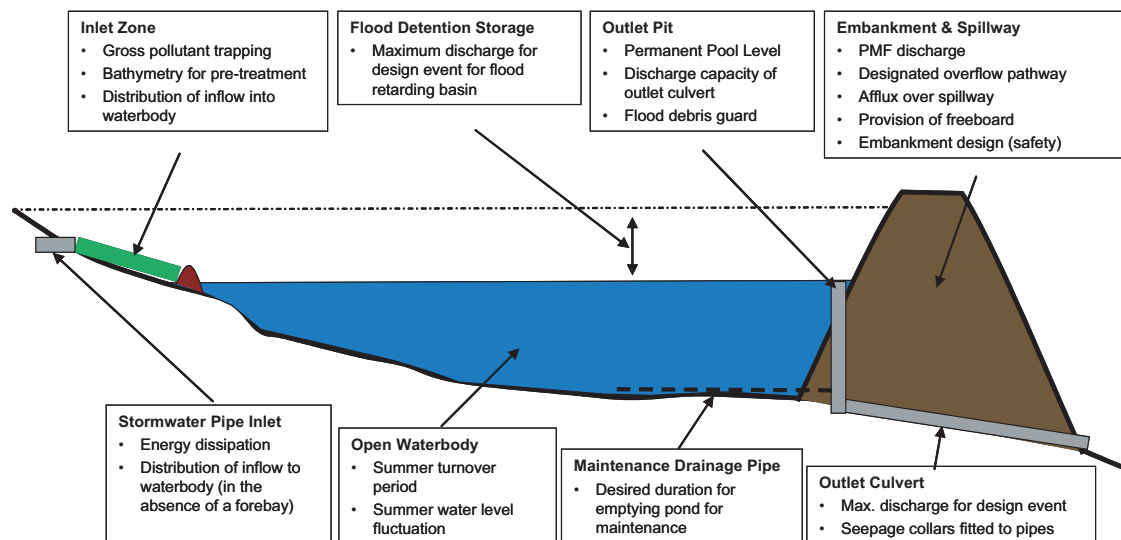 Inlet Zone
• Gross pollutant trapping
• Bathymetry for pre-treatment
• Distribution of inflow into
waterbody
Flood Detention Storage
• Maximum discharge for
design event for flood
retarding basin
Outlet Pit
• Permanent Pool Level
• Discharge capacity of
outlet culvert
• Flood debris guard
Embankment & Spillway
• PMF discharge
• Designated overflow pathway
• Afflux over spillway
• Provision of freeboard
• Embankment design (safety)
Stormwater Pipe Inlet
• Energy dissipation
• Distribution of inflow to
waterbody (in the
absence of a forebay)
Open Waterbody
• Summer turnover
period
• Summer water level
fluctuation
Maintenance Drainage Pipe
• Desired duration for
emptying pond for
maintenance
Outlet Culvert
• Max. discharge for design event
• Seepage collars fitted to pipes